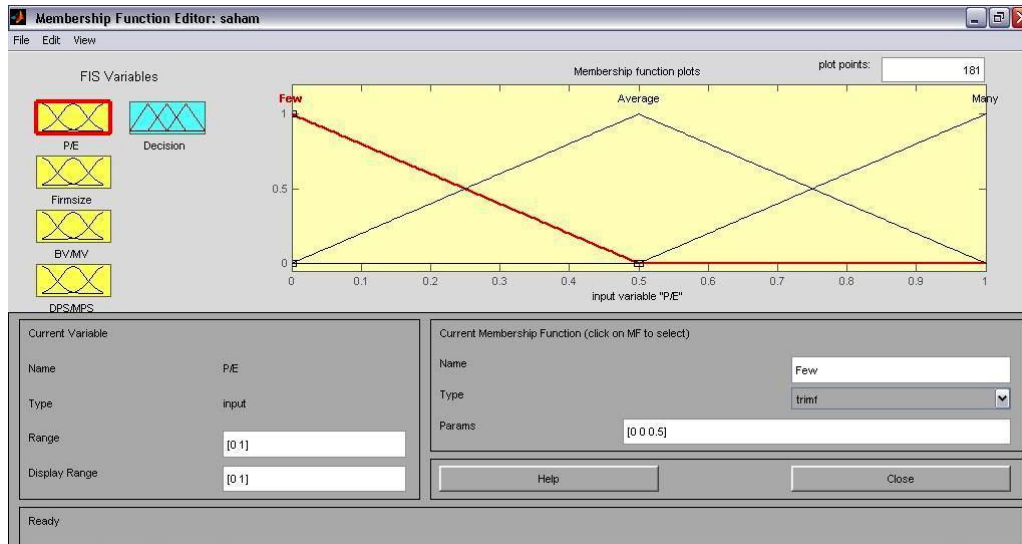 Membership Function Editor: saham
File Edit View
FIS Variables
P/E
Decision
Firmsize
BV/MV
DPS/MPS
Membership function plots
plot points:
181
Few
Average
Many
1
0.5
0
0 0.1 0.2 0.3 0.4 0.5 0.6 0.7 0.8 0.9 1
input variable "P/E"
Current Variable
Name P/E
Type input
Range [0 1]
Display Range [0 1]
Current Membership Function (click on MF to select)
Name Few
Type trimf
Params [0 0 0.5]
Help
Close
Ready